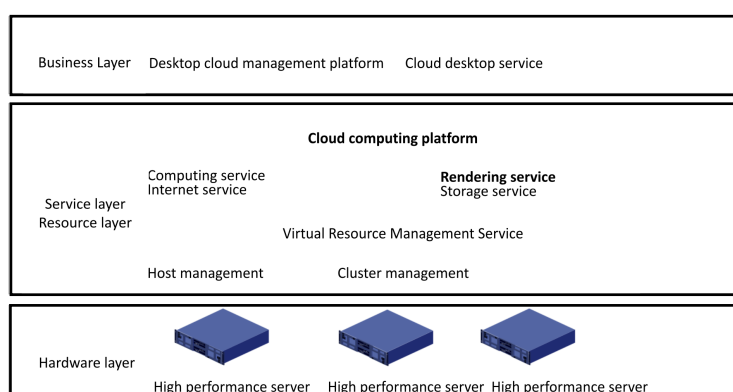 Business Layer Desktop cloud management platform Cloud desktop service
Cloud computing platform
Computing service Rendering service
Internet service Storage service
Service layer
Resource layer
Virtual Resource Management Service
Host management Cluster management
Hardware layer
High performance server High performance server High performance server